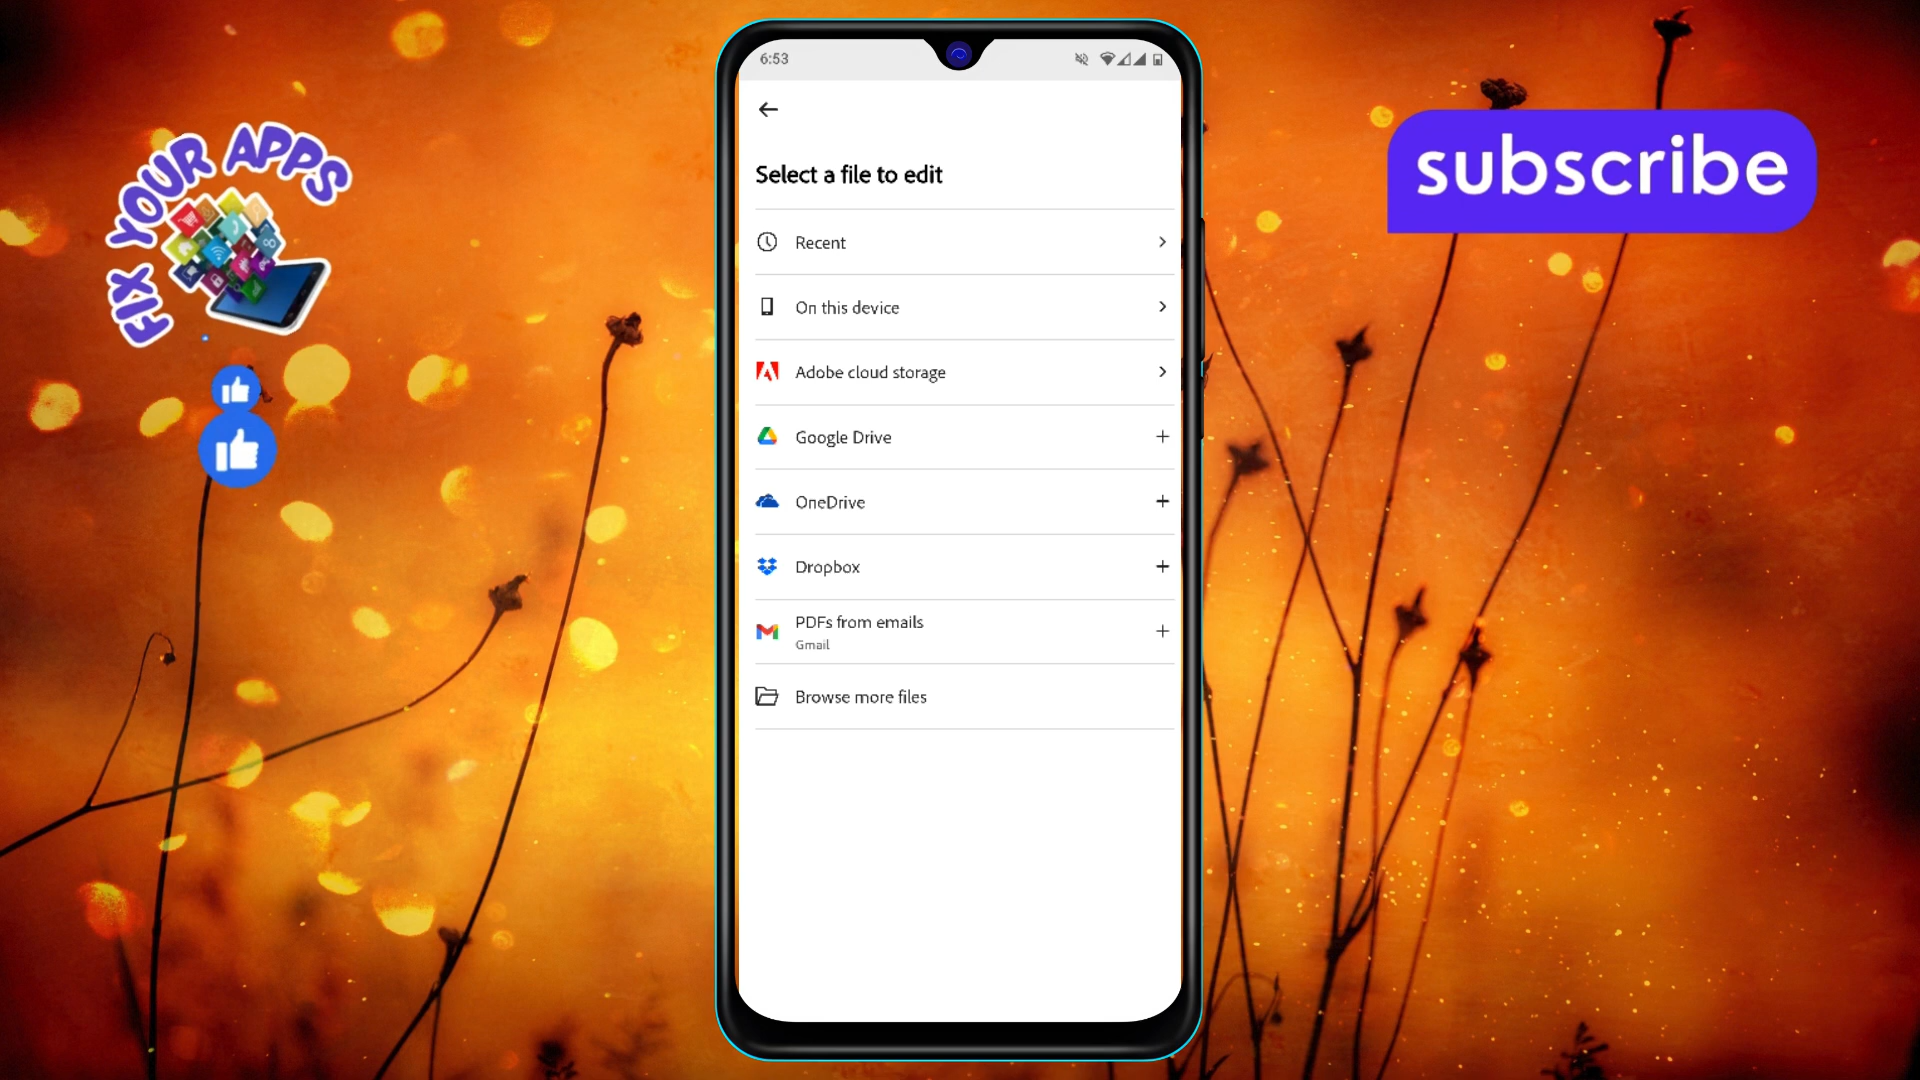 FIX YOUR APPS
subscribe
6:53
Select a file to edit
Recent
On this device
Adobe cloud storage
Google Drive
OneDrive
Dropbox
PDFs from emails
Gmail
Browse more files